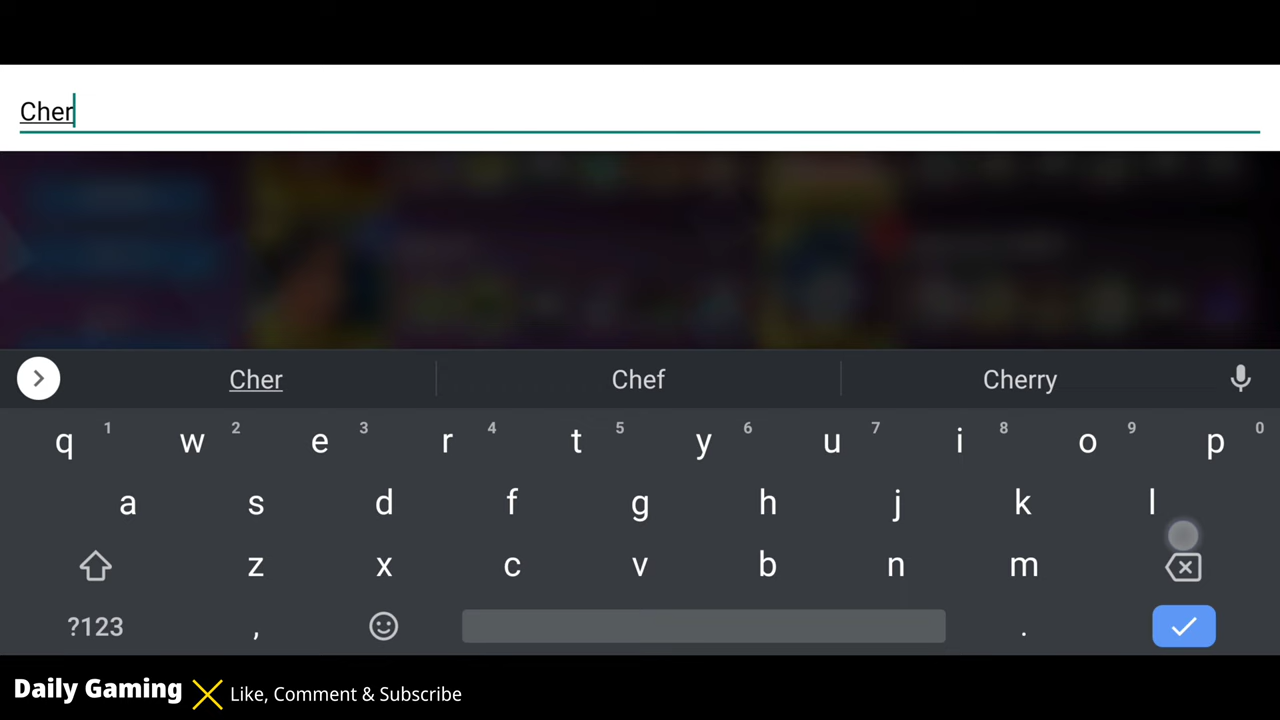 Cher
Cher Chef Cherry
q 1 w 2 e 3 r 4 t 5 y 6 u 7 i 8 o 9 p 0
a s d f g h j k l
z x c v b n m
?123 , .
Daily Gaming Like, Comment & Subscribe